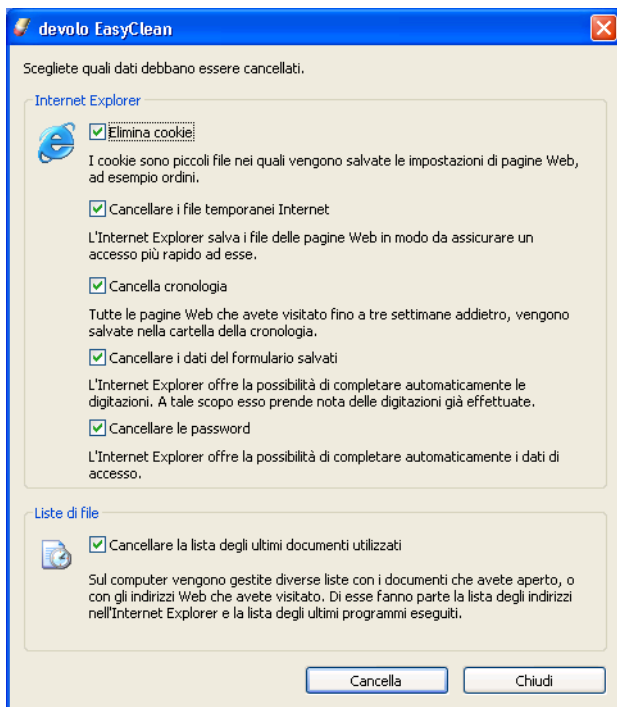 devolo EasyClean
Scegliete quali dati debbano essere cancellati.
Internet Explorer
Elimina cookie
I cookie sono piccoli file nei quali vengono salvate le impostazioni di pagine Web,
ad esempio ordini.
Cancellare i file temporanei Internet
L'Internet Explorer salva i file delle pagine Web in modo da assicurare un
accesso più rapido ad esse.
Cancella cronologia
Tutte le pagine Web che avete visitato fino a tre settimane addietro, vengono
salvate nella cartella della cronologia.
Cancellare i dati del formulario salvati
L'Internet Explorer offre la possibilità di completare automaticamente le
digitazioni. A tale scopo esso prende nota delle digitazioni già effettuate.
Cancellare le password
L'Internet Explorer offre la possibilità di completare automaticamente i dati di
accesso.
Liste di file
Cancellare la lista degli ultimi documenti utilizzati
Sul computer vengono gestite diverse liste con i documenti che avete aperto, o
con gli indirizzi Web che avete visitato. Di esse fanno parte la lista degli indirizzi
nell'Internet Explorer e la lista degli ultimi programmi eseguiti.
Cancella Chiudi